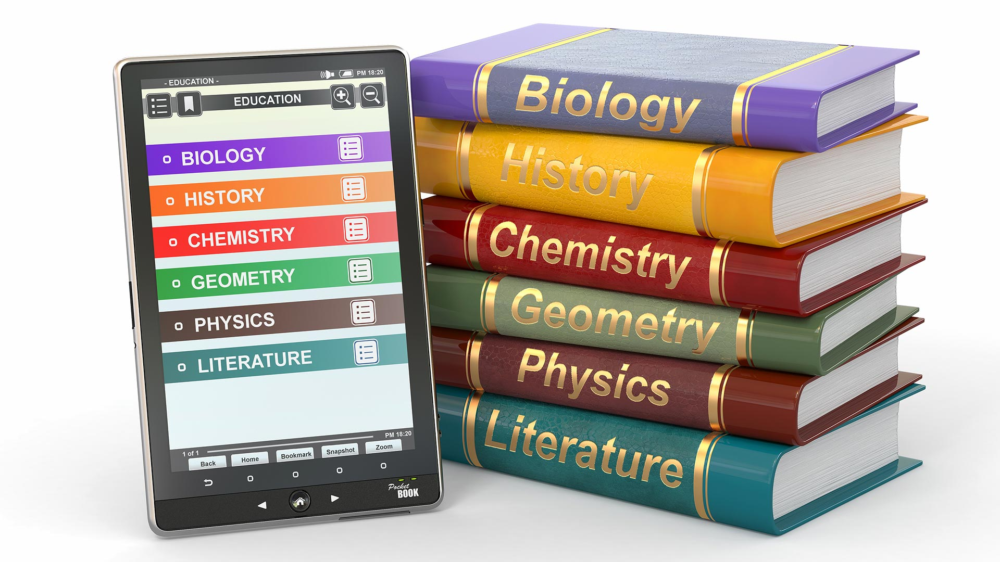 - EDUCATION -
PM 18:20
EDUCATION
BIOLOGY
HISTORY
CHEMISTRY
GEOMETRY
PHYSICS
LITERATURE
PM 18:20
1 of 1
Back
Home
Bookmark
Snapshot
Zoom
Pocket
BOOK
Biology
History
Chemistry
Geometry
Physics
Literature